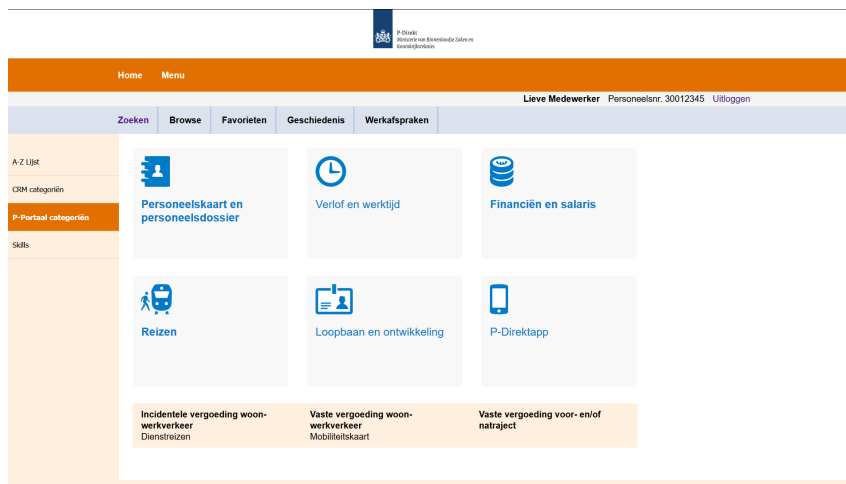 P-Direkt
Ministerie van Binnenlandse Zaken en
Koninkrijksrelaties
Home Menu
Lieve Medewerker Personeelsnr. 30012345 Uitloggen
Zoeken Browse Favorieten Geschiedenis Werkafspraken
A-Z Lijst
CRM categoriën
P-Portaal categoriën
Skills
Personeelskaart en
personeelsdossier
Verlof en werktijd
Financiën en salaris
Reizen
Loopbaan en ontwikkeling
P-Direktapp
Incidentele vergoeding woon-
werkverkeer
Dienstreizen
Vaste vergoeding woon-
werkverkeer
Mobiliteitskaart
Vaste vergoeding voor- en/of
natraject